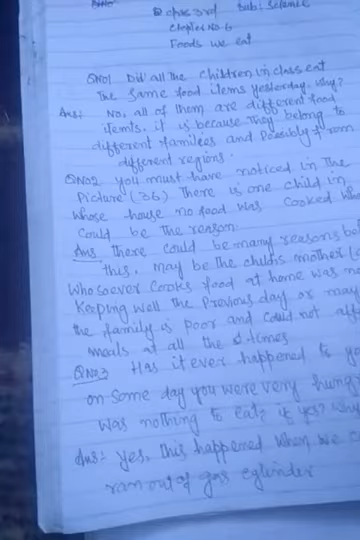 class 3rd Sub: Science
Chapter No. 6
Foods we eat
QNo1 Did all the children in class eat
the same food items yesterday. why?
Ans: No, all of them are different food
items. it is because they belong to
different familees and Possibly from
different regions.
QNo2 you must have noticed in the
Picture (36) There is one child in
whose house no food was cooked
could be the reason.
Ans There could be many reasons
this, may be the childs mother
whosoever cooks food at home was
Keeping well the Previous day or may
the family is poor and could not
meals at all the times
QNo3 Has it ever happened to
on some day you were very
was nothing to eat? if yes?
Ans:- yes, this happened when we
ran out of gas cylinder